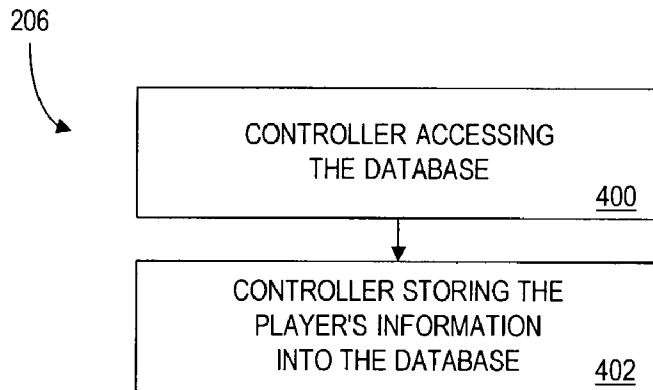 206
CONTROLLER ACCESSING
THE DATABASE
400
CONTROLLER STORING THE
PLAYER'S INFORMATION
INTO THE DATABASE
402